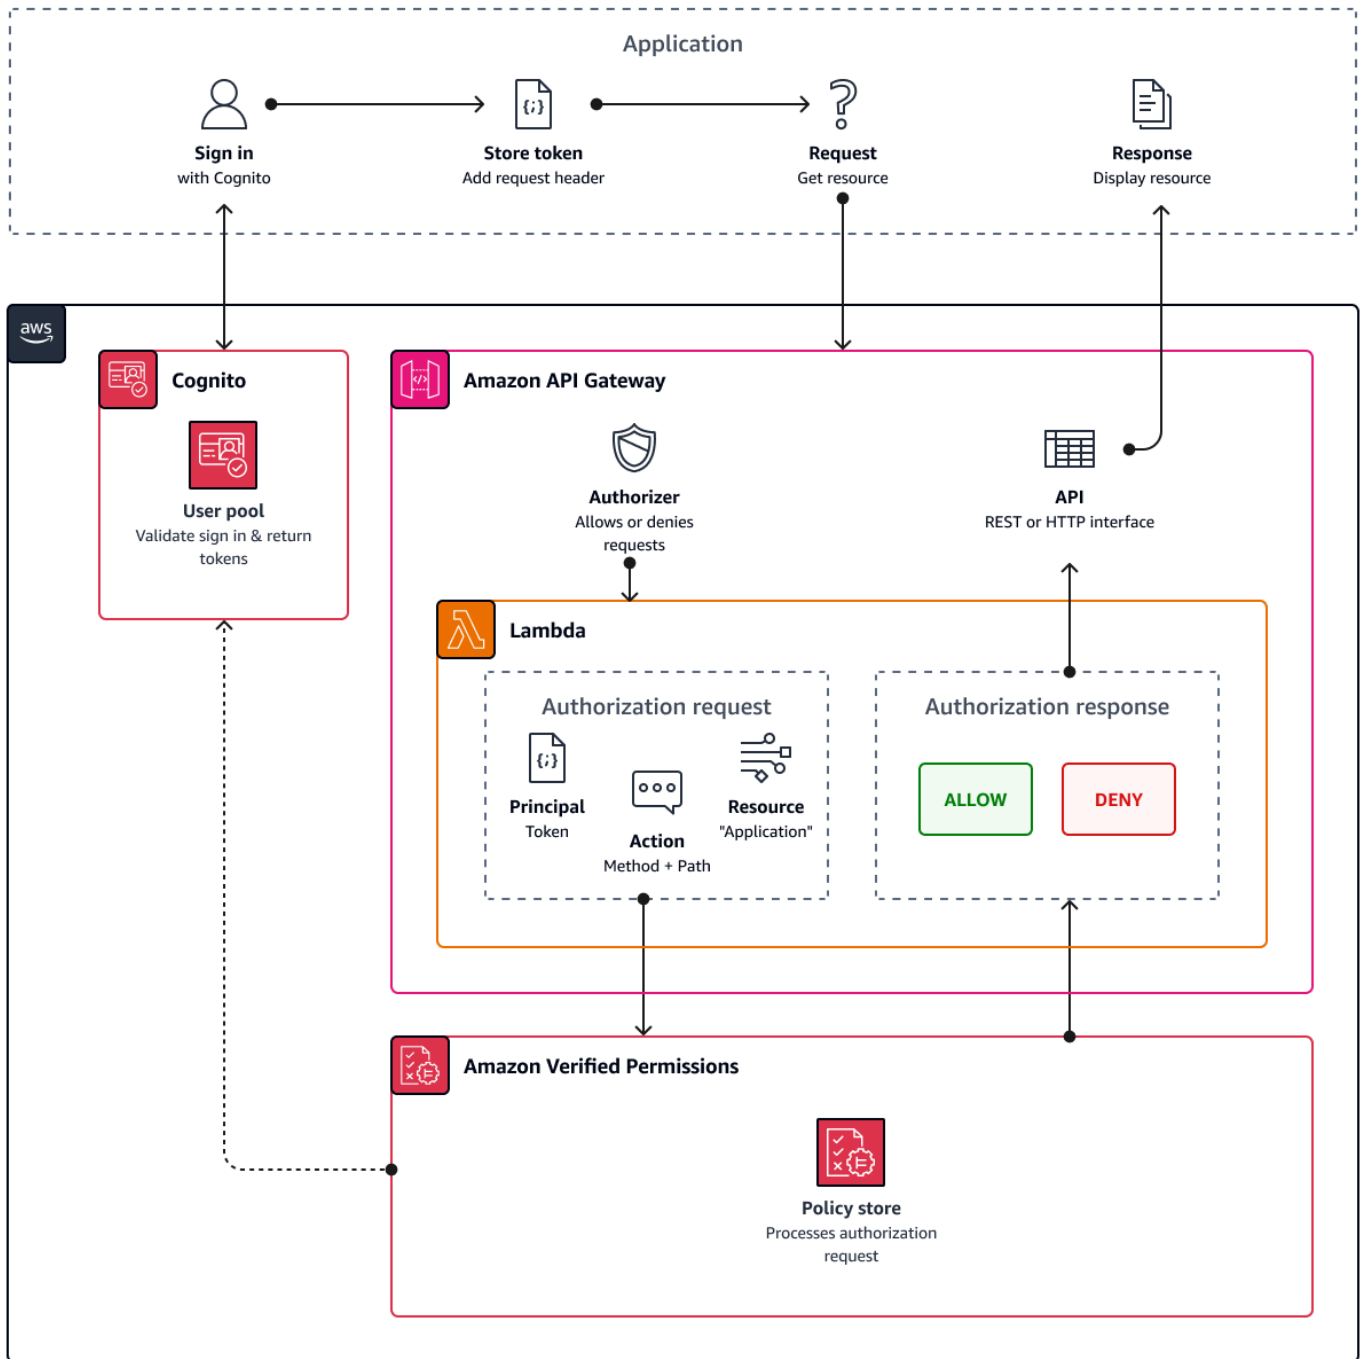 Application
Sign in
with Cognito
Store token
Add request header
Request
Get resource
Response
Display resource
aws
Cognito
User pool
Validate sign in & return
tokens
Amazon API Gateway
Authorizer
Allows or denies
requests
API
REST or HTTP interface
Lambda
Authorization request
Principal
Token
Action
Method + Path
Resource
"Application"
Authorization response
ALLOW
DENY
Amazon Verified Permissions
Policy store
Processes authorization
request